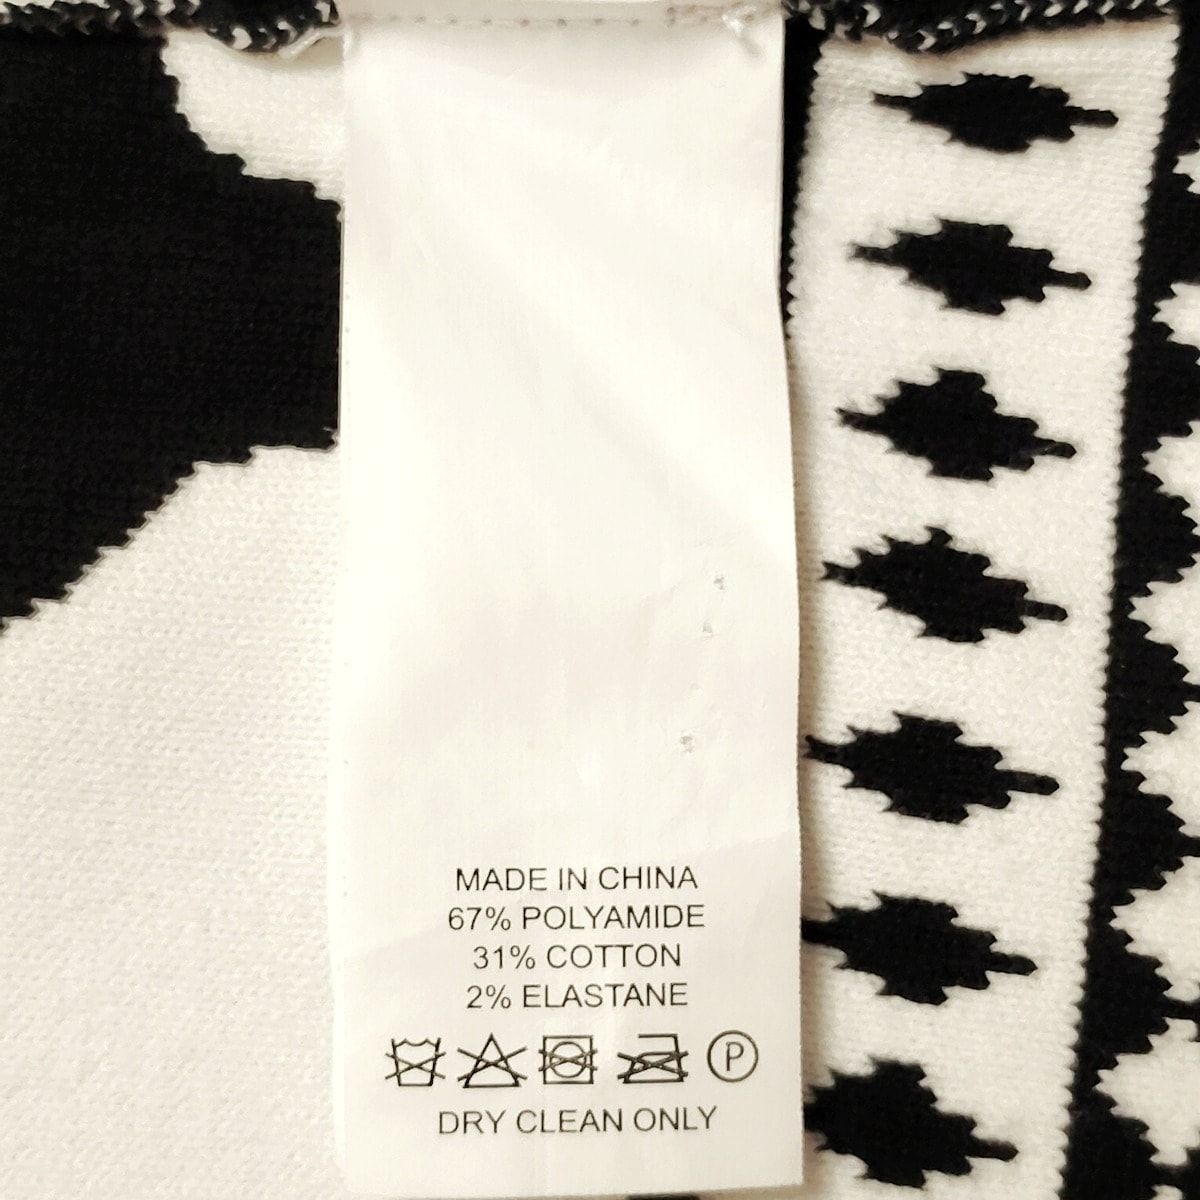 MADE IN CHINA
67% POLYAMIDE
31% COTTON
2% ELASTANE
P
DRY CLEAN ONLY